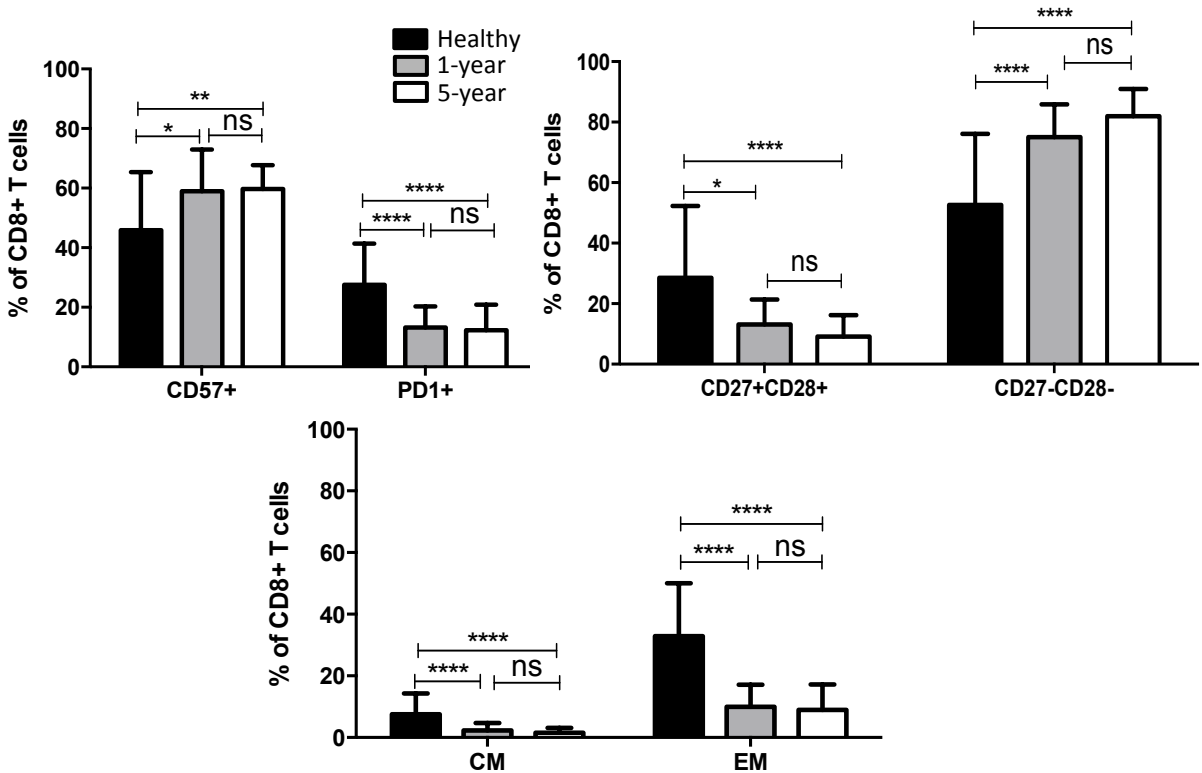 Healthy
1-year
5-year
% of CD8+ T cells
100
80
60
40
20
0
**
*
ns
****
****
ns
CD57+
PD1+
% of CD8+ T cells
100
80
60
40
20
0
****
*
ns
****
****
ns
CD27+CD28+
CD27-CD28-
% of CD8+ T cells
100
80
60
40
20
0
****
****
ns
****
****
ns
CM
EM